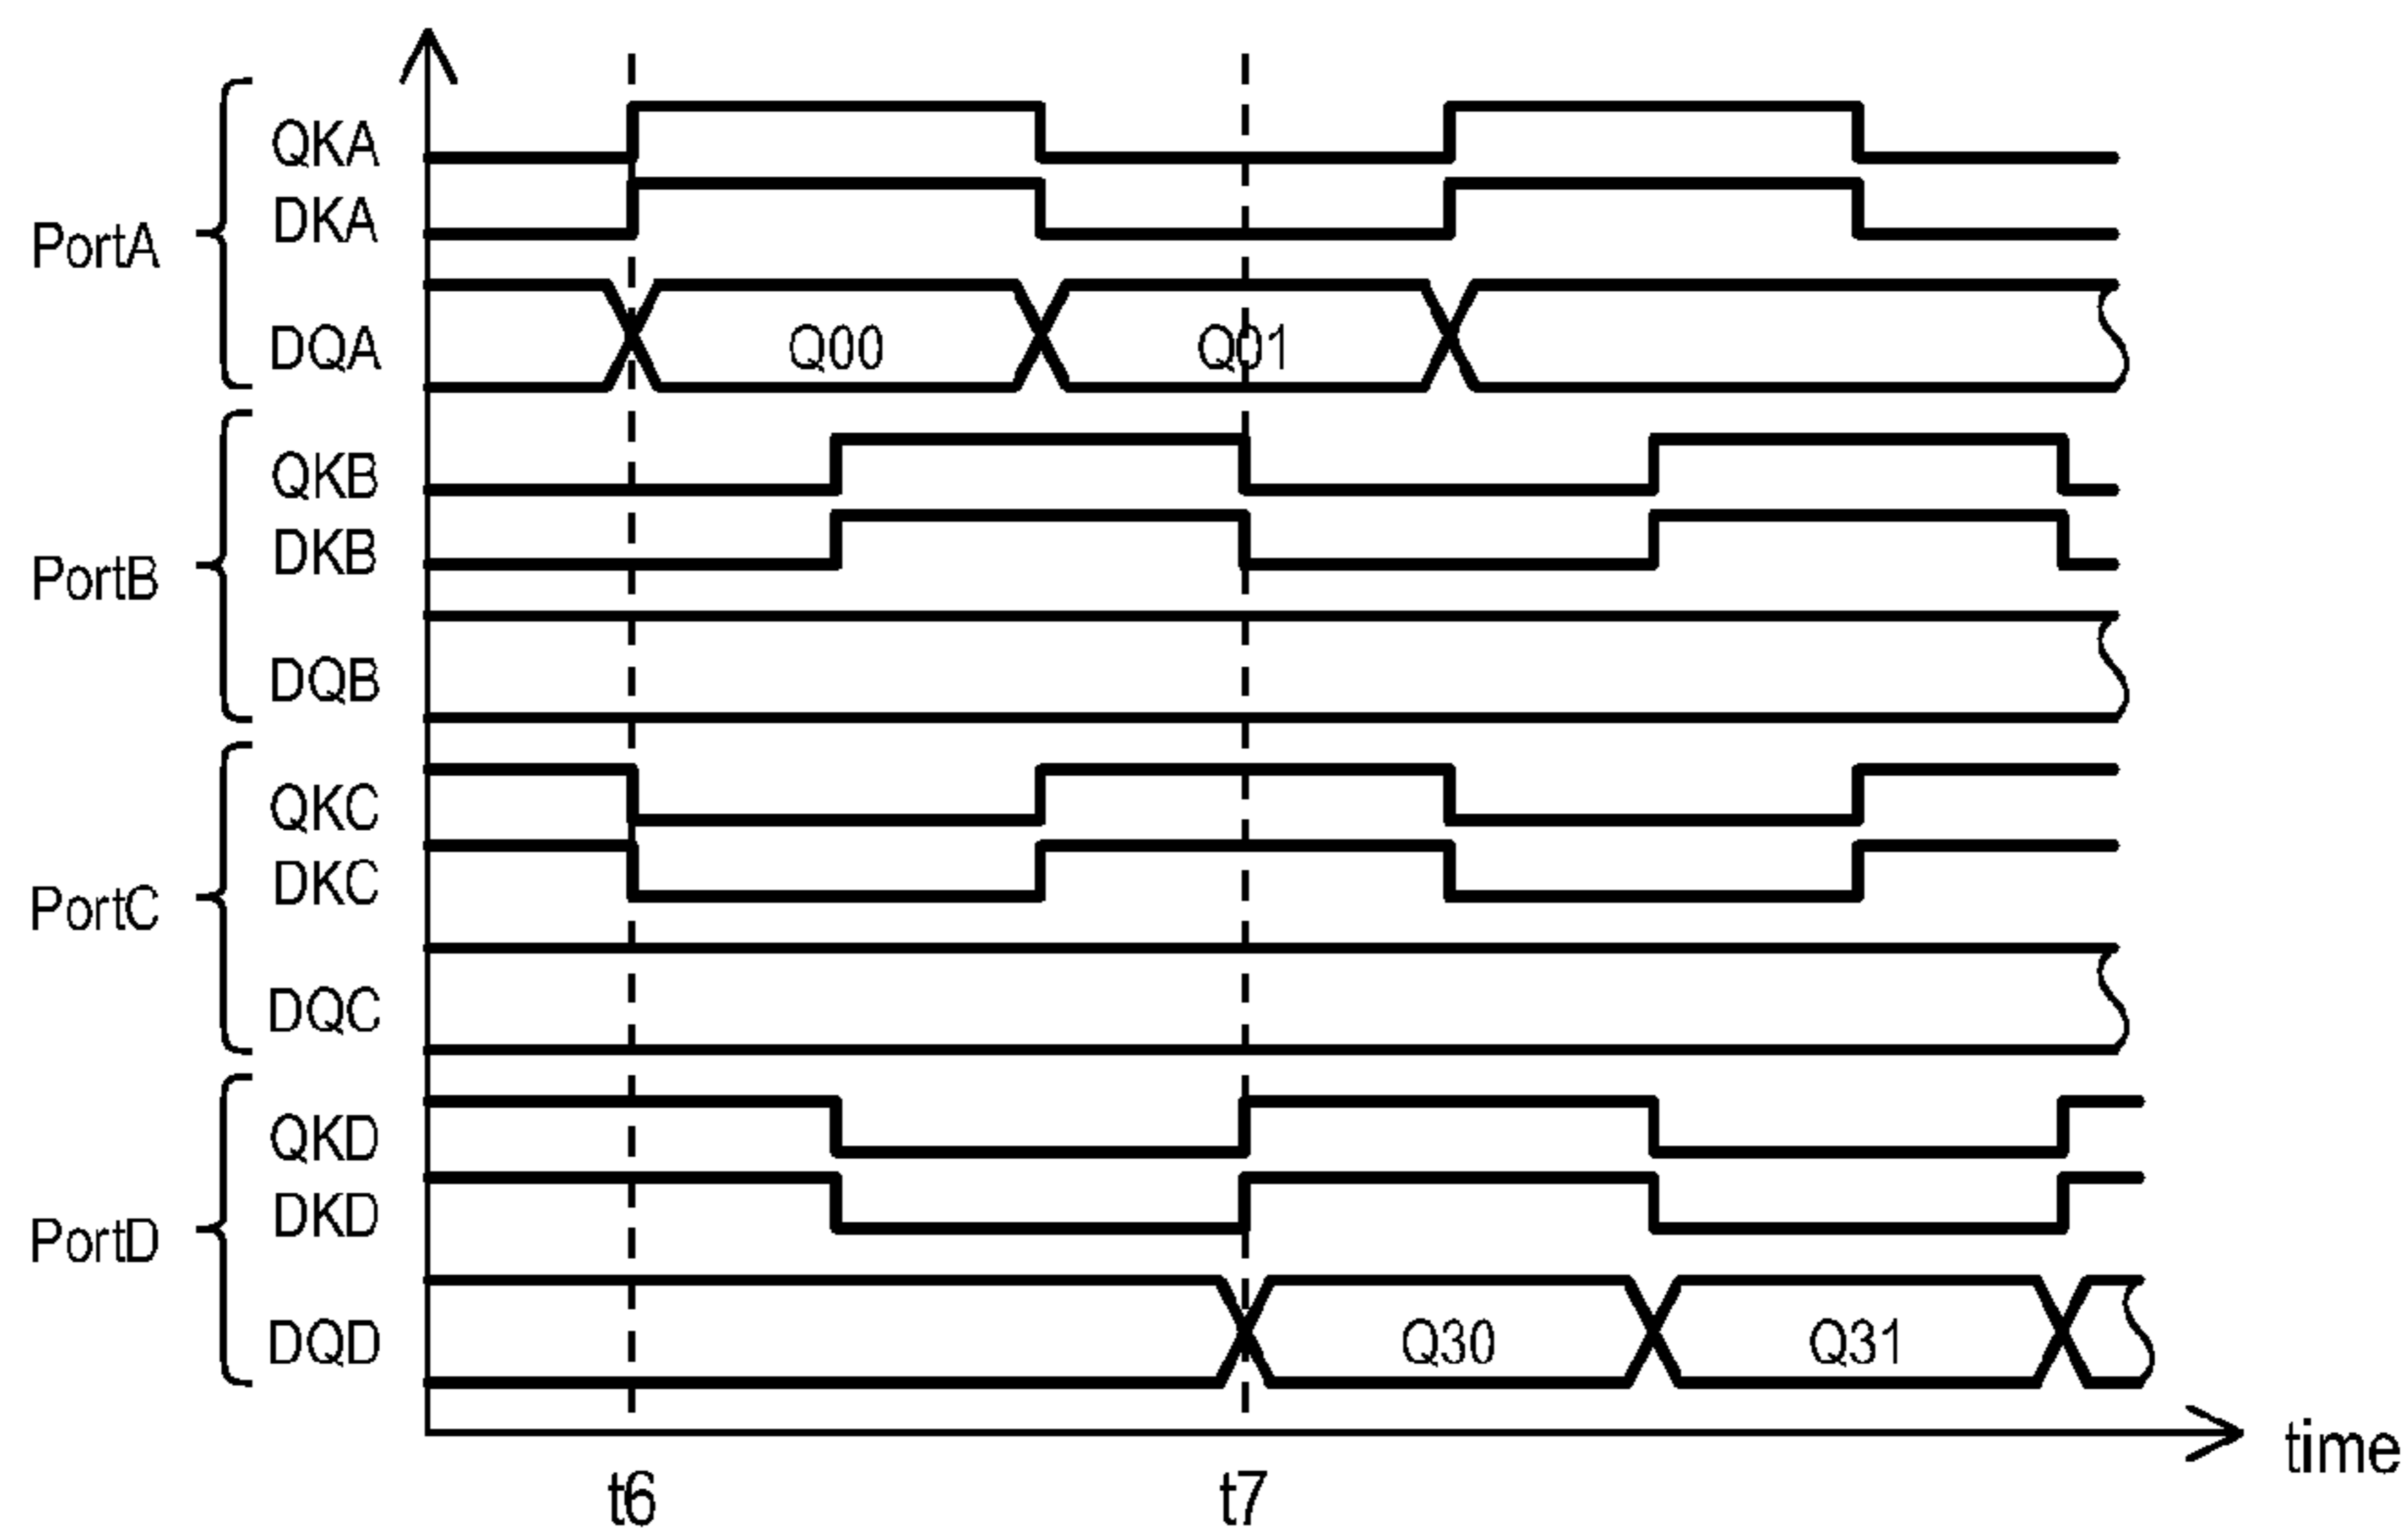 PortA
QKA
DKA
DQA
Q00
Q01
PortB
QKB
DKB
DQB
PortC
QKC
DKC
DQC
PortD
QKD
DKD
DQD
Q30
Q31
t6
t7
time